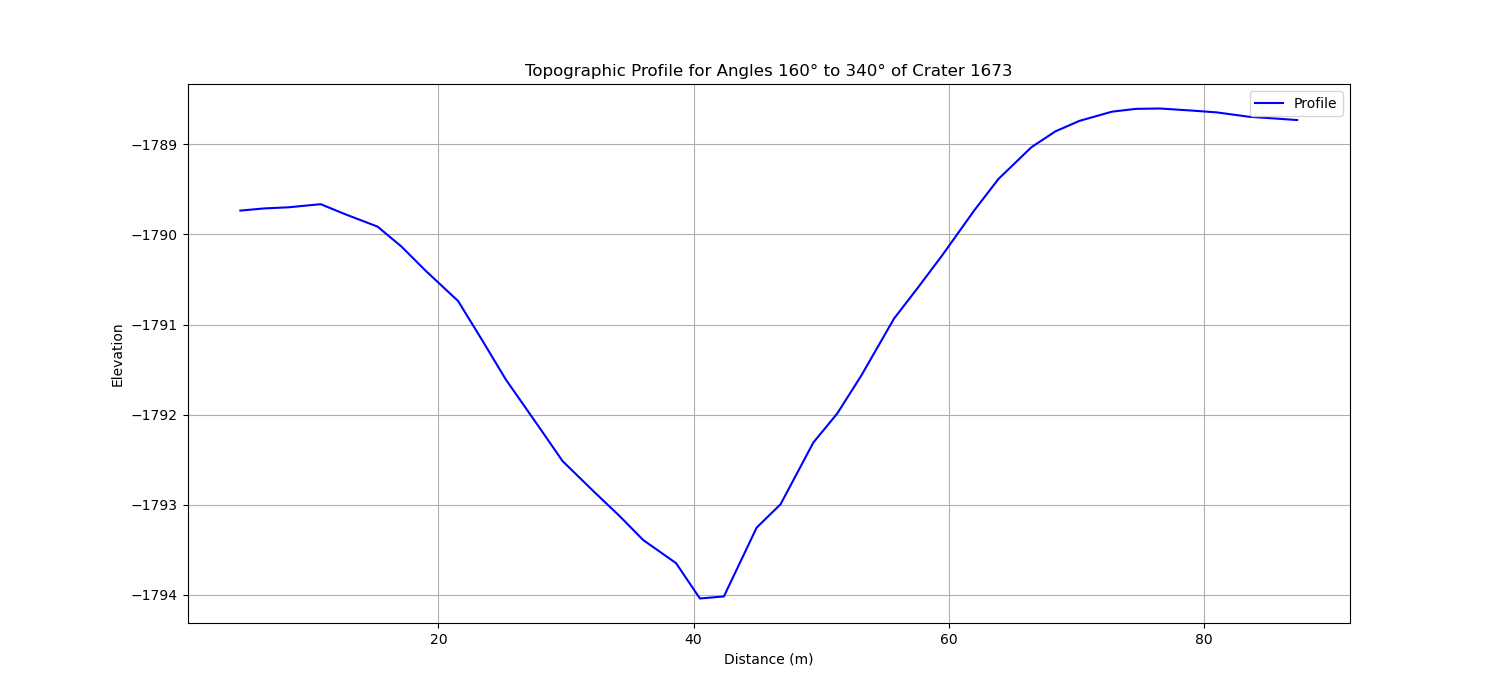 Topographic Profile for Angles 160° to 340° of Crater 1673
Profile
−1789
−1790
−1791
−1792
−1793
−1794
Elevation
20 40 60 80
Distance (m)